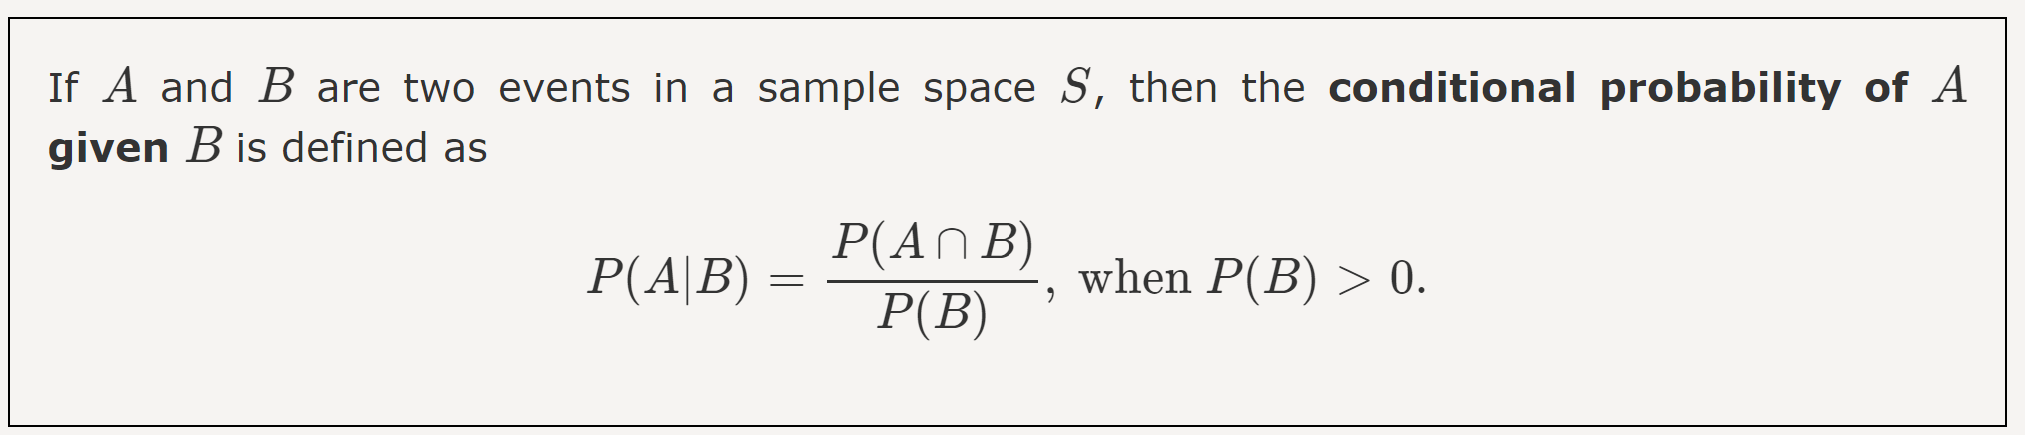 If A and B are two events in a sample space S, then the conditional probability of A
given B is defined as
P(A|B) = P(A ∩ B) / P(B), when P(B) > 0.